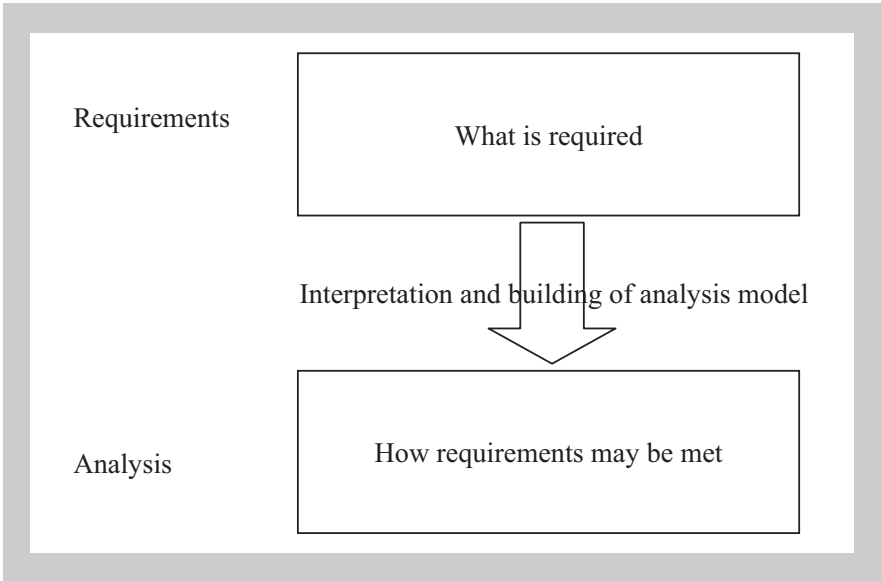 Requirements
What is required
Interpretation and building of analysis model
How requirements may be met
Analysis